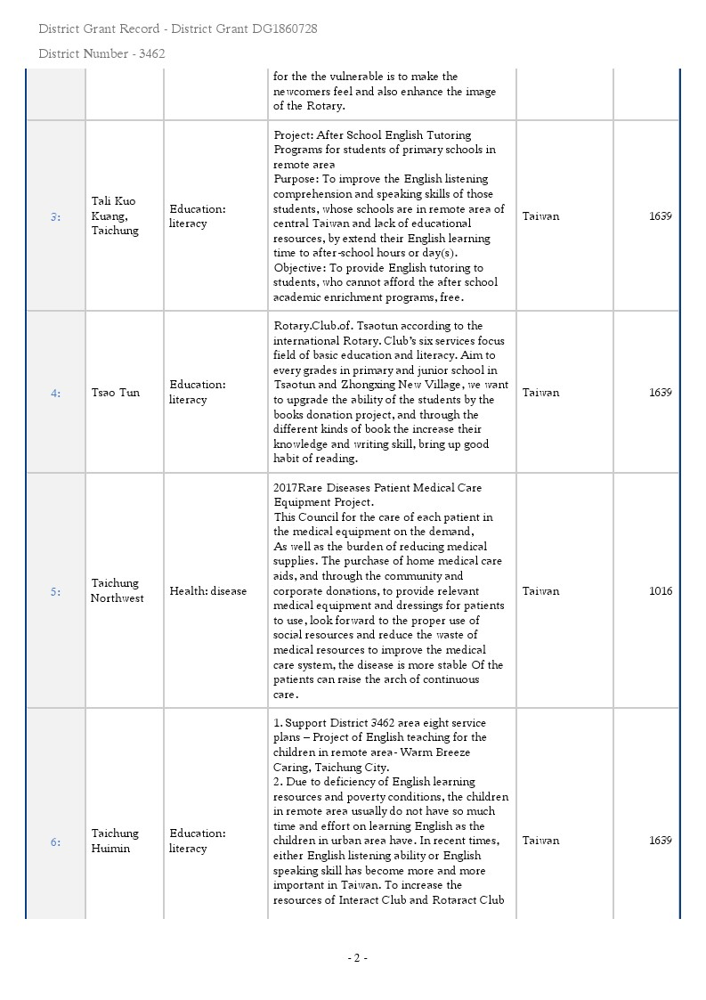 District Grant Record - District Grant DG1860728
District Number - 3462
for the the vulnerable is to make the
newcomers feel and also enhance the image
of the Rotary.
3:
Tali Kuo
Kuang,
Taichung
Education:
literacy
Project: After School English Tutoring
Programs for students of primary schools in
remote area
Purpose: To improve the English listening
comprehension and speaking skills of those
students, whose schools are in remote area of
central Taiwan and lack of educational
resources, by extend their English learning
time to after-school hours or day(s).
Objective: To provide English tutoring to
students, who cannot afford the after school
academic enrichment programs, free.
Taiwan
1639
4:
Tsao Tun
Education:
literacy
Rotary.Club.of. Tsaotun according to the
international Rotary. Club’s six services focus
field of basic education and literacy. Aim to
every grades in primary and junior school in
Tsaotun and Zhongxing New Village, we want
to upgrade the ability of the students by the
books donation project, and through the
different kinds of book the increase their
knowledge and writing skill, bring up good
habit of reading.
Taiwan
1639
5:
Taichung
Northwest
Health: disease
2017Rare Diseases Patient Medical Care
Equipment Project.
This Council for the care of each patient in
the medical equipment on the demand,
As well as the burden of reducing medical
supplies. The purchase of home medical care
aids, and through the community and
corporate donations, to provide relevant
medical equipment and dressings for patients
to use, look forward to the proper use of
social resources and reduce the waste of
medical resources to improve the medical
care system, the disease is more stable Of the
patients can raise the arch of continuous
care.
Taiwan
1016
6:
Taichung
Huimin
Education:
literacy
1. Support District 3462 area eight service
plans – Project of English teaching for the
children in remote area- Warm Breeze
Caring, Taichung City.
2. Due to deficiency of English learning
resources and poverty conditions, the children
in remote area usually do not have so much
time and effort on learning English as the
children in urban area have. In recent times,
either English listening ability or English
speaking skill has become more and more
important in Taiwan. To increase the
resources of Interact Club and Rotaract Club
Taiwan
1639
- 2 -